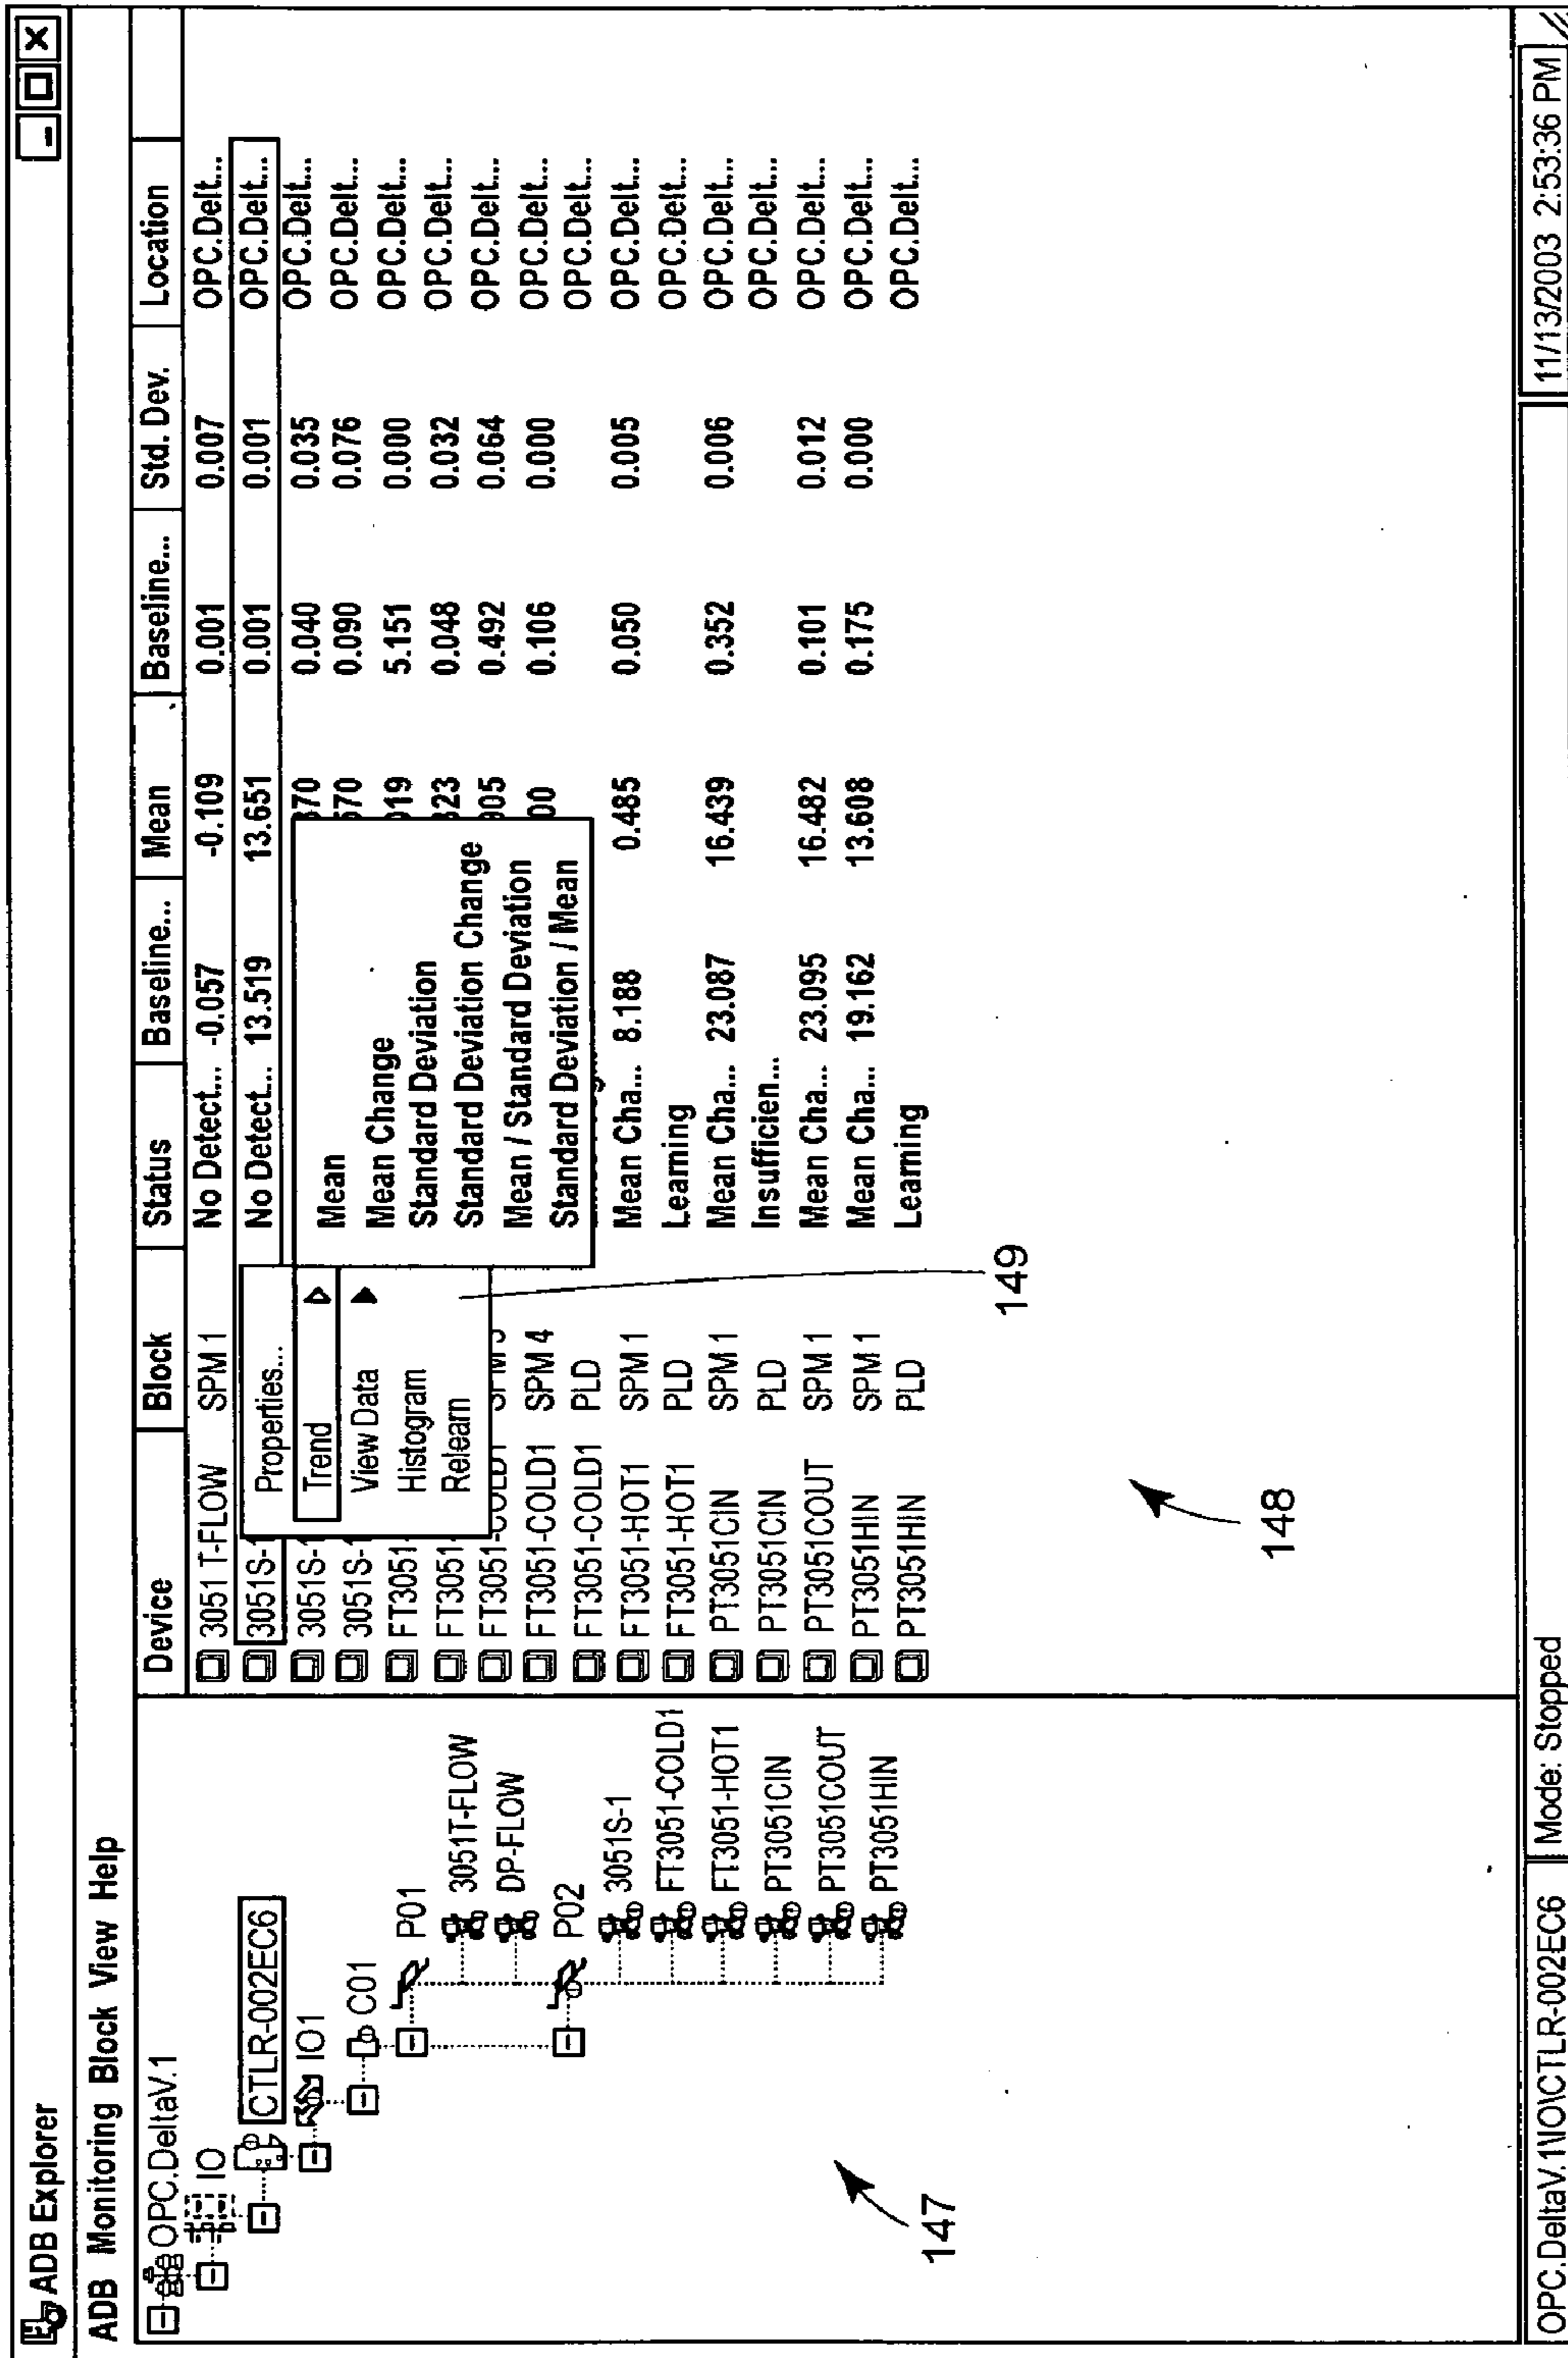 ADB Explorer
ADB Monitoring Block View Help
OPC.DeltaV.1
IO
CTLR-002EC6
IO1
C01
P01
3051T-FLOW
DP-FLOW
P02
3051S-1
FT3051-COLD1
FT3051-HOT1
PT3051CIN
PT3051COUT
PT3051HIN
147
Device Block Status Baseline... Mean Baseline... Std. Dev. Location
3051 T-FLOW SPM 1 No Detect... -0.057 -0.109 0.001 0.007 OPC.Delt...
3051S-1 No Detect... 13.519 13.651 0.001 0.001 OPC.Delt...
3051S-1 370 0.040 0.035 OPC.Delt...
3051S- 570 0.090 0.076 OPC.Delt...
FT3051- 919 5.151 0.000 OPC.Delt...
FT3051- 323 0.048 0.032 OPC.Delt...
FT3051-COLD1 905 0.492 0.064 OPC.Delt...
FT3051-COLD1 SPM 4 00 0.106 0.000 OPC.Delt...
FT3051-COLD1 PLD OPC.Delt...
FT3051-HOT1 SPM 1 Mean Cha... 8.188 0.485 0.050 0.005 OPC.Delt...
FT3051-HOT1 PLD Learning OPC.Delt...
PT3051CIN SPM 1 Mean Cha... 23.087 16.439 0.352 0.006 OPC.Delt...
PT3051CIN PLD Insufficien... OPC.Delt...
PT3051COUT SPM 1 Mean Cha... 23.095 16.482 0.101 0.012 OPC.Delt...
PT3051HIN SPM 1 Mean Cha... 19.162 13.608 0.175 0.000 OPC.Delt...
PT3051HIN PLD Learning OPC.Delt...
Properties...
Trend
View Data
Histogram
Relearn
Mean
Mean Change
Standard Deviation
Standard Deviation Change
Mean / Standard Deviation
Standard Deviation / Mean
149
148
OPC.DeltaV.1\IO\CTLR-002EC6 Mode: Stopped 11/13/2003 2:53:36 PM